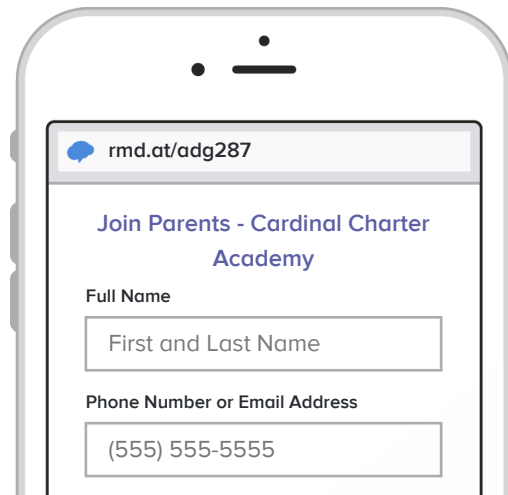 rmd.at/adg287
Join Parents - Cardinal Charter
Academy
Full Name
First and Last Name
Phone Number or Email Address
(555) 555-5555